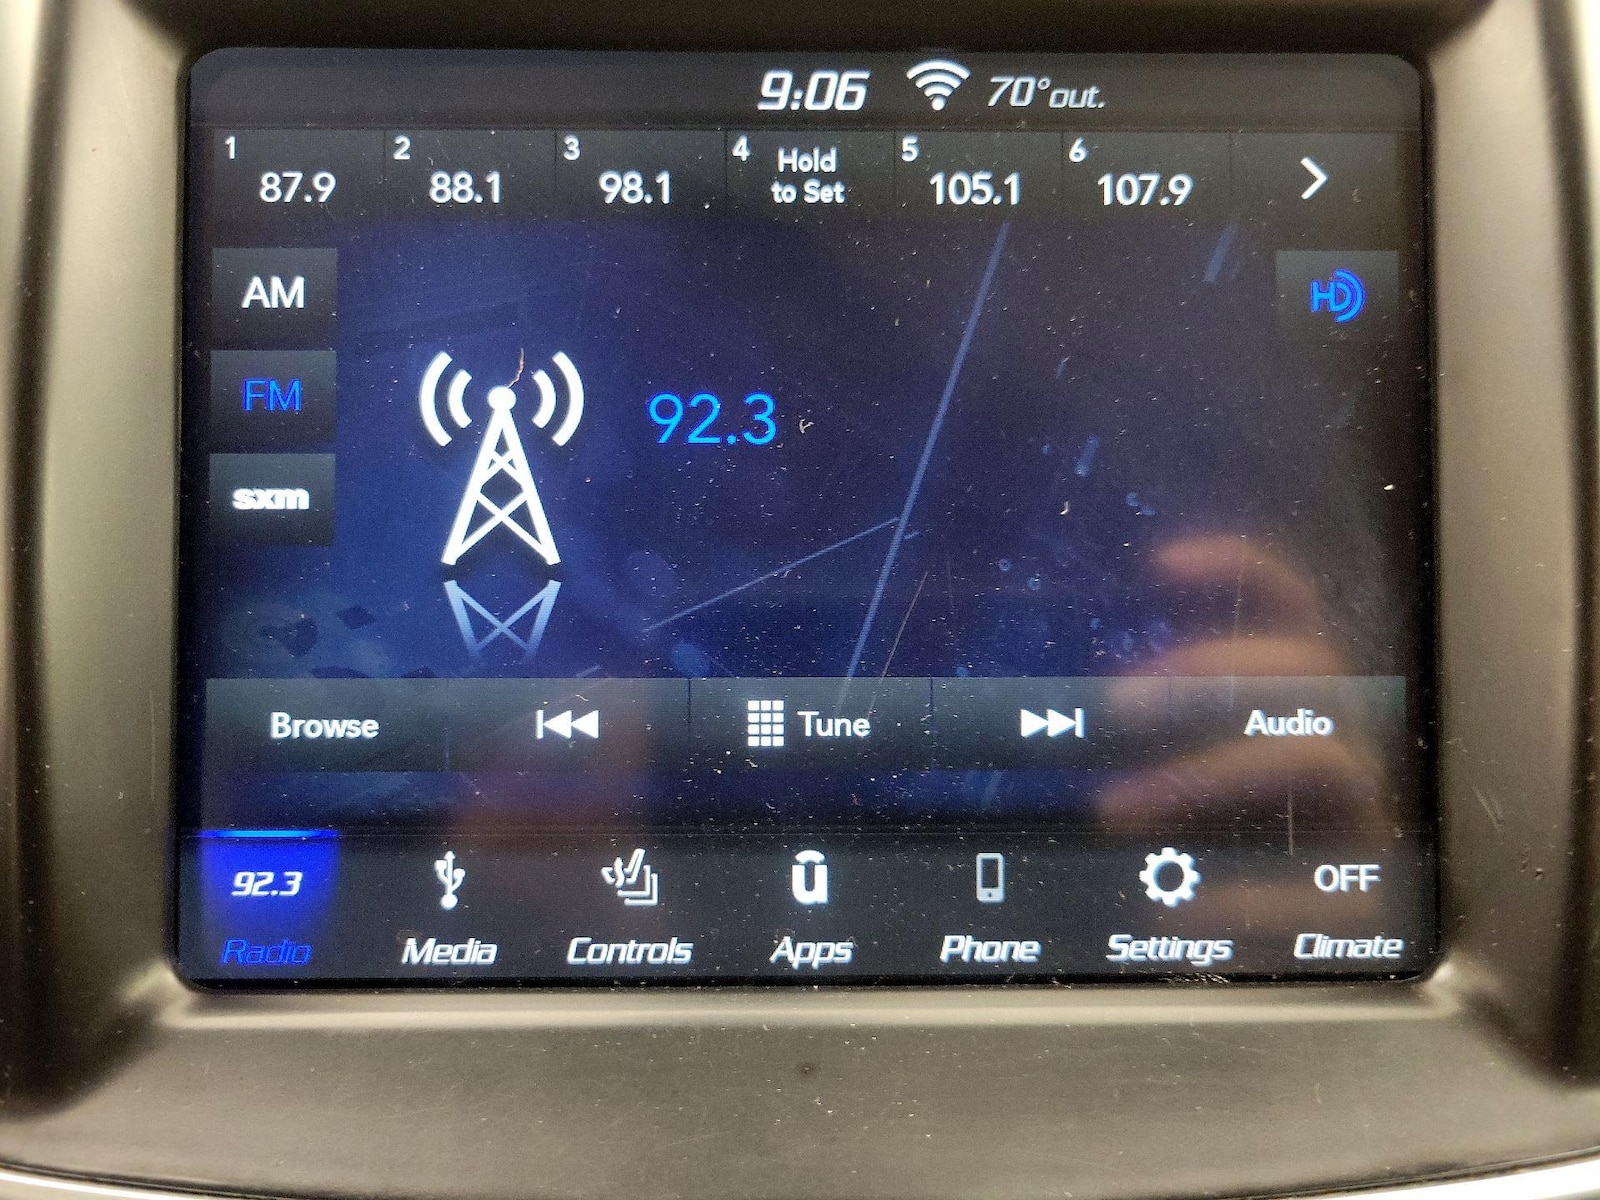 9:06 70°out.
1 2 3 4 5 6
87.9 88.1 98.1 Hold to Set 105.1 107.9
AM
HD
FM
92.3
sxm
Browse Tune Audio
92.3 u OFF
Radio Media Controls Apps Phone Settings Climate